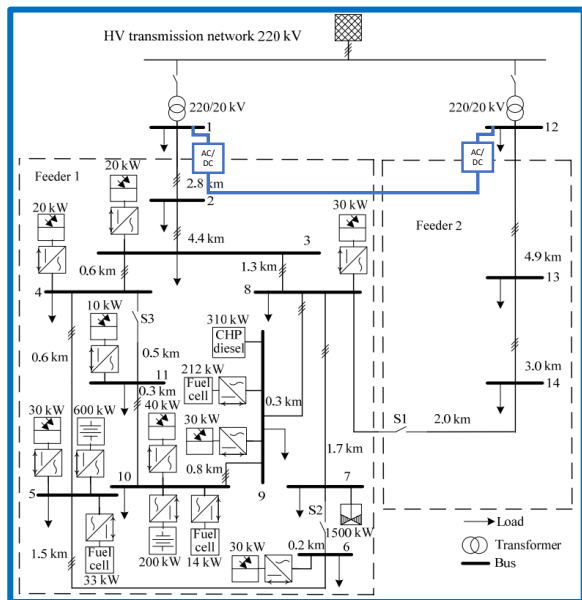 HV transmission network 220 kV
220/20 kV
220/20 kV
1
12
AC/
DC
AC/
DC
Feeder 1
20 kW
2.8 km
2
30 kW
Feeder 2
20 kW
4.4 km
3
4.9 km
0.6 km
1.3 km
13
4
8
10 kW
S3
310 kW
CHP
diesel
0.6 km
0.5 km
3.0 km
11
212 kW
14
0.3 km
Fuel
cell
0.3 km
30 kW
600kW
40 kW
S1
2.0 km
30 kW
1.7 km
0.8 km
5
10
9
7
S2
1500 kW
Load
Fuel
cell
Fuel
cell
1.5 km
33 kW
200 kW
14 kW
30 kW
0.2 km
6
Transformer
Bus